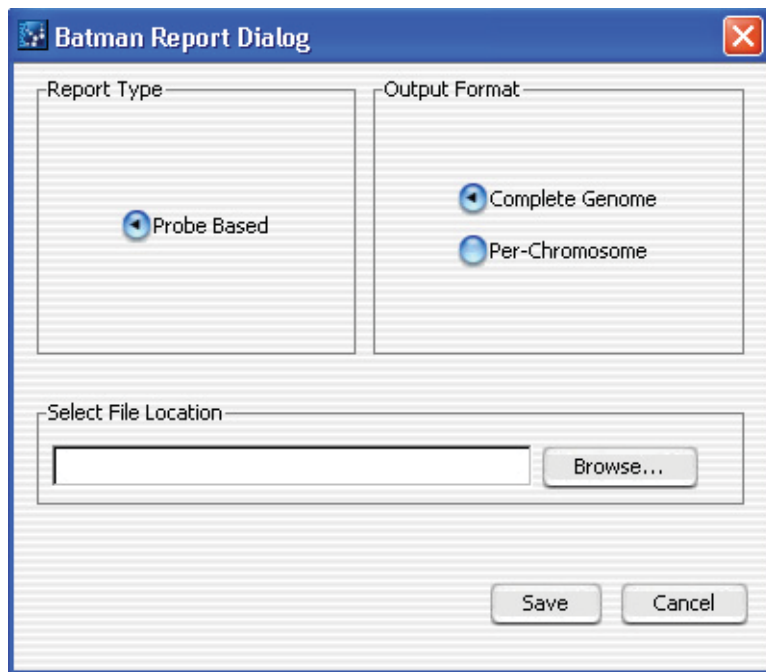 Batman Report Dialog
Report Type
Probe Based
Output Format
Complete Genome
Per-Chromosome
Select File Location
Browse...
Save
Cancel